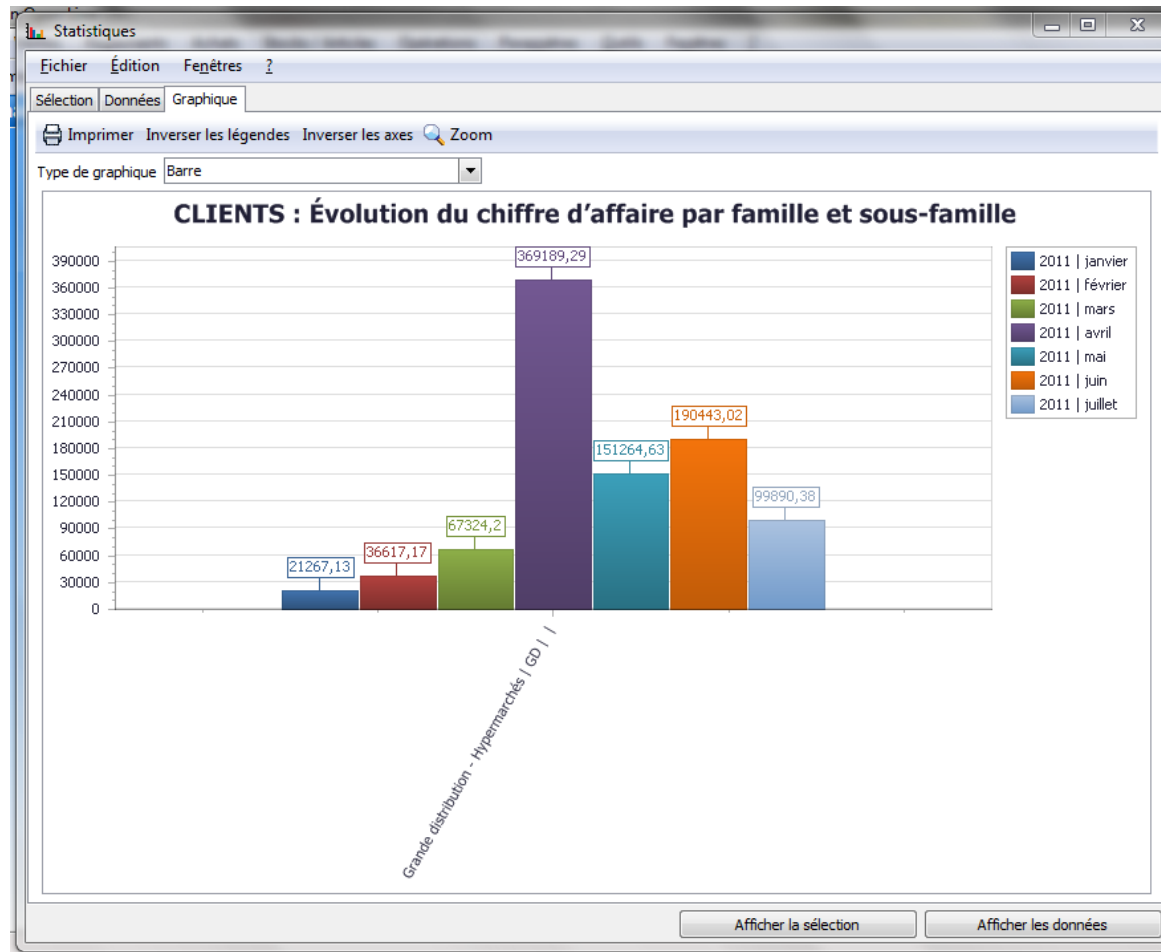 Statistiques
Fichier Édition Fenêtres ?
Sélection Données Graphique
Imprimer Inverser les légendes Inverser les axes Zoom
Type de graphique Barre
CLIENTS : Évolution du chiffre d’affaire par famille et sous-famille
390000
360000
330000
300000
270000
240000
210000
180000
150000
120000
90000
60000
30000
0
21267,13
36617,17
67324,2
369189,29
151264,63
190443,02
99890,38
2011 | janvier
2011 | février
2011 | mars
2011 | avril
2011 | mai
2011 | juin
2011 | juillet
Grande distribution - Hypermarchés | GD | |
Afficher la sélection Afficher les données